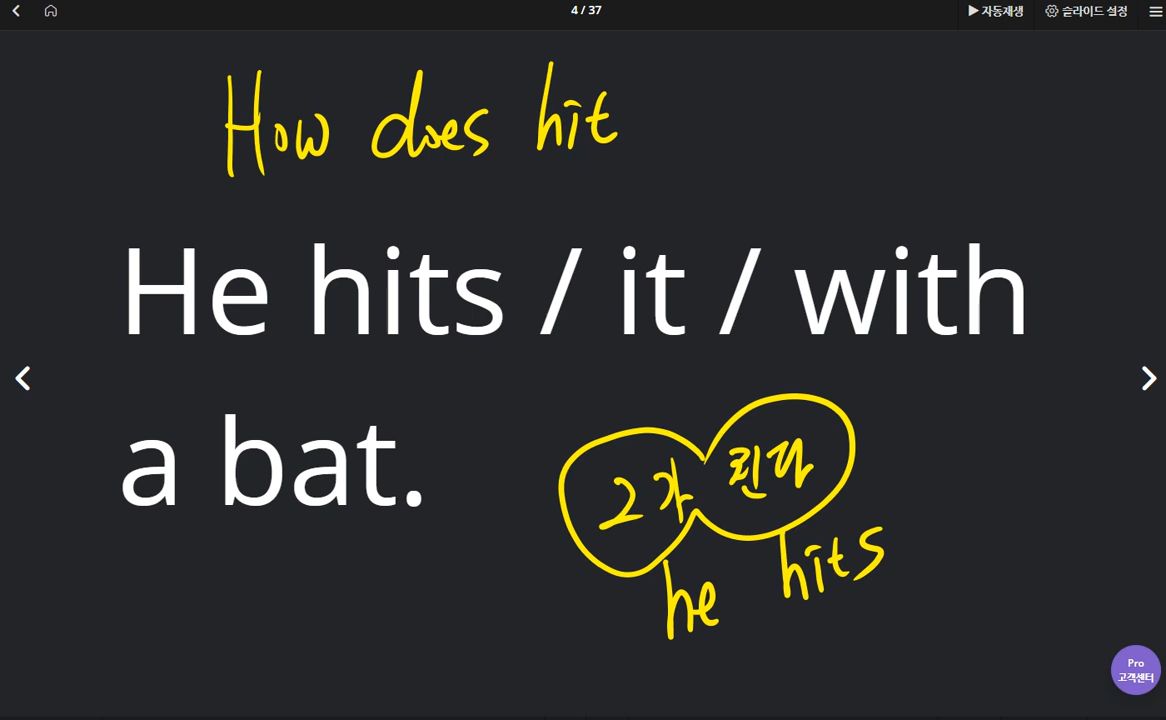 4 / 37
▶ 자동재생
슬라이드 설정
How does hit
He hits / it / with
a bat.
그가 친다
he hits
Pro
고객센터